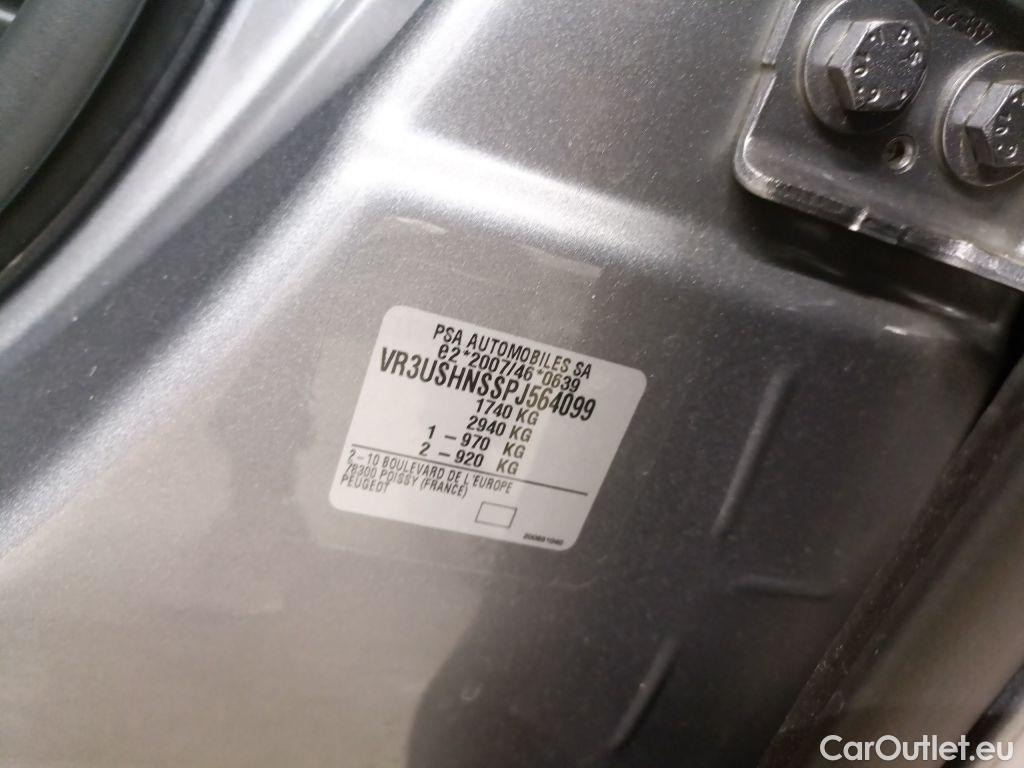 PSA AUTOMOBILES SA
e2*2007/46*0639
VR3USHNSSPJ564099
1740 KG
2940 KG
1 - 970 KG
2 - 920 KG
2-10 BOULEVARD DE L'EUROPE
78300 POISSY (FRANCE)
PEUGEOT
CarOutlet.eu